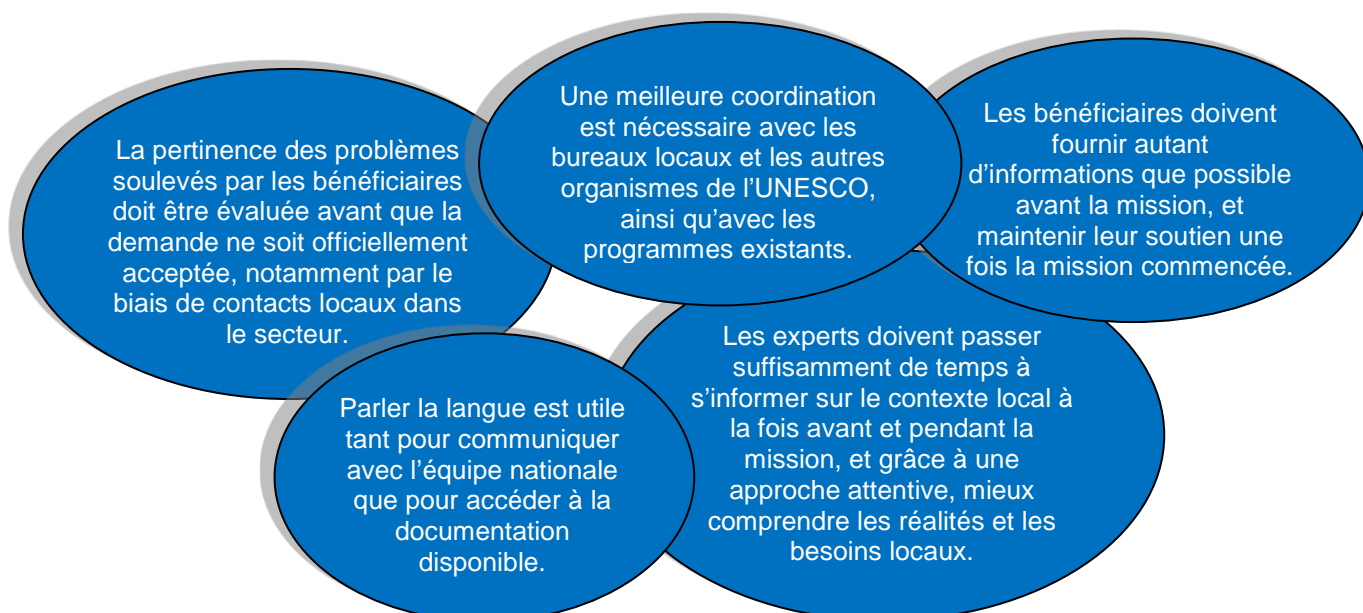 La pertinence des problèmes
soulevés par les bénéficiaires
doit être évaluée avant que la
demande ne soit officiellement
acceptée, notamment par le
biais de contacts locaux dans
le secteur.
Une meilleure coordination
est nécessaire avec les
bureaux locaux et les autres
organismes de l'UNESCO,
ainsi qu'avec les
programmes existants.
Les bénéficiaires doivent
fournir autant
d'informations que possible
avant la mission, et
maintenir leur soutien une
fois la mission commencée.
Parler la langue est utile
tant pour communiquer
avec l'équipe nationale
que pour accéder à la
documentation
disponible.
Les experts doivent passer
suffisamment de temps à
s'informer sur le contexte local à
la fois avant et pendant la
mission, et grâce à une
approche attentive, mieux
comprendre les réalités et les
besoins locaux.